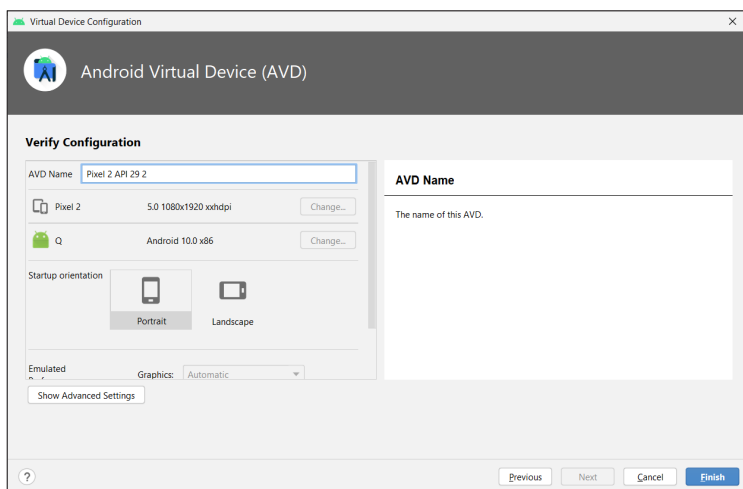 Virtual Device Configuration
Android Virtual Device (AVD)
Verify Configuration
AVD Name Pixel 2 API 29 2
Pixel 2 5.0 1080x1920 xxhdpi Change...
Q Android 10.0 x86 Change...
Startup orientation
Portrait Landscape
Emulated
Graphics: Automatic
Show Advanced Settings
AVD Name
The name of this AVD.
?
Previous Next Cancel Finish